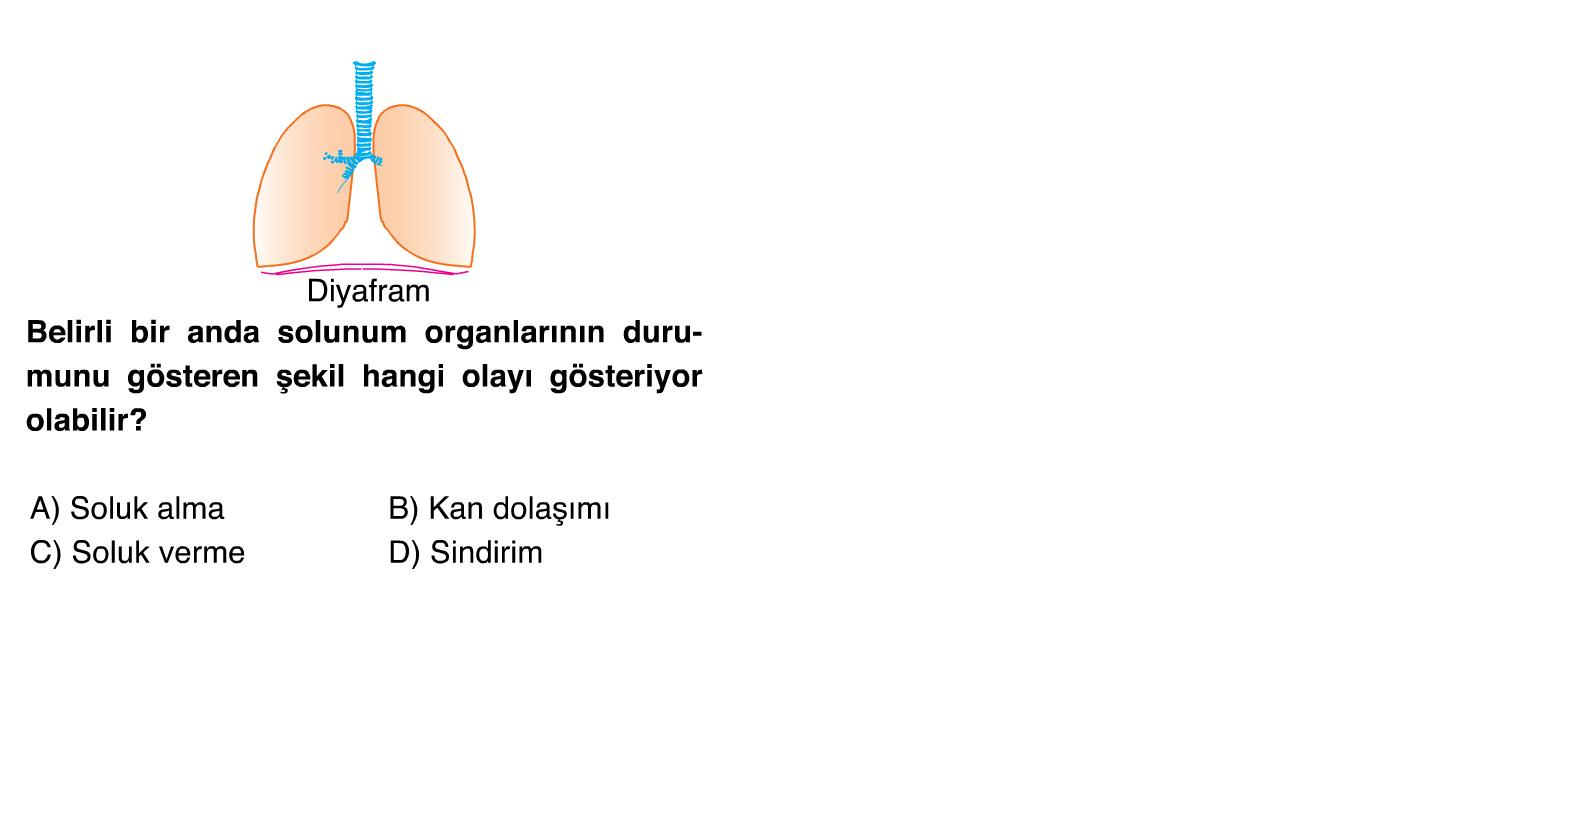 Diyafram
Belirli bir anda solunum organlarının duru-
munu gösteren şekil hangi olayı gösteriyor
olabilir?
A) Soluk alma B) Kan dolaşımı
C) Soluk verme D) Sindirim